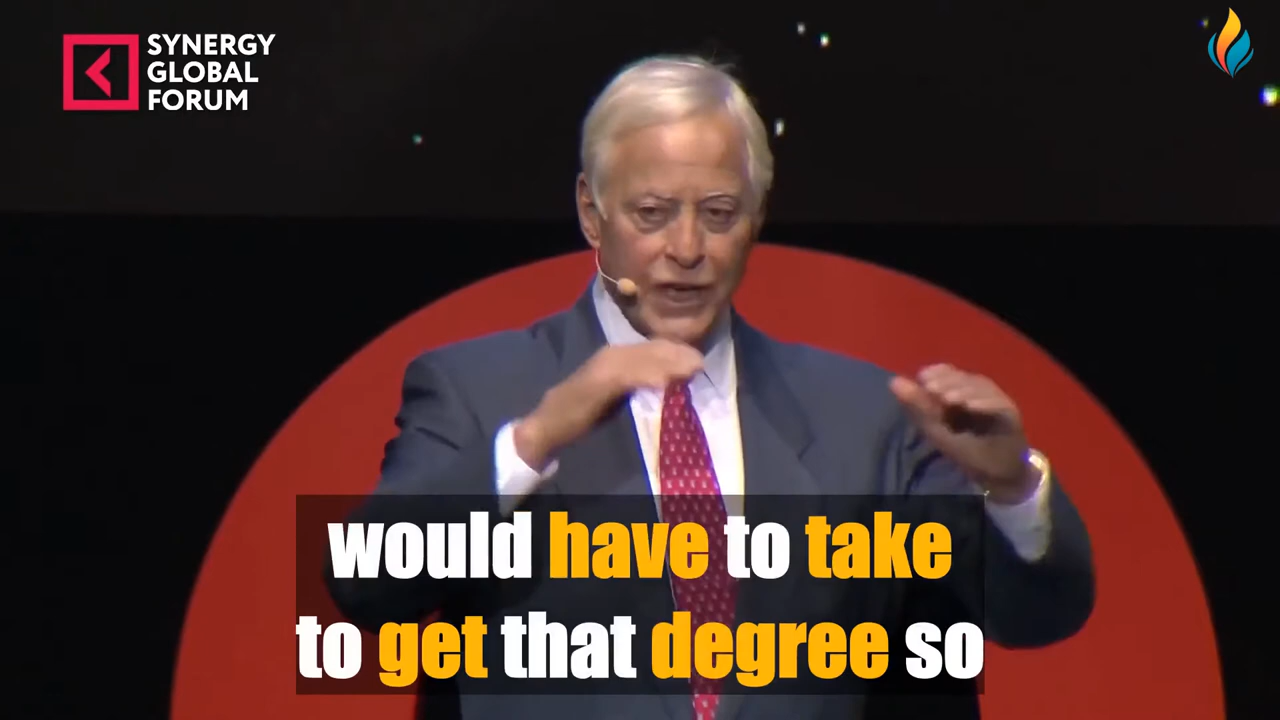 SYNERGY
GLOBAL
FORUM
would have to take
to get that degree so